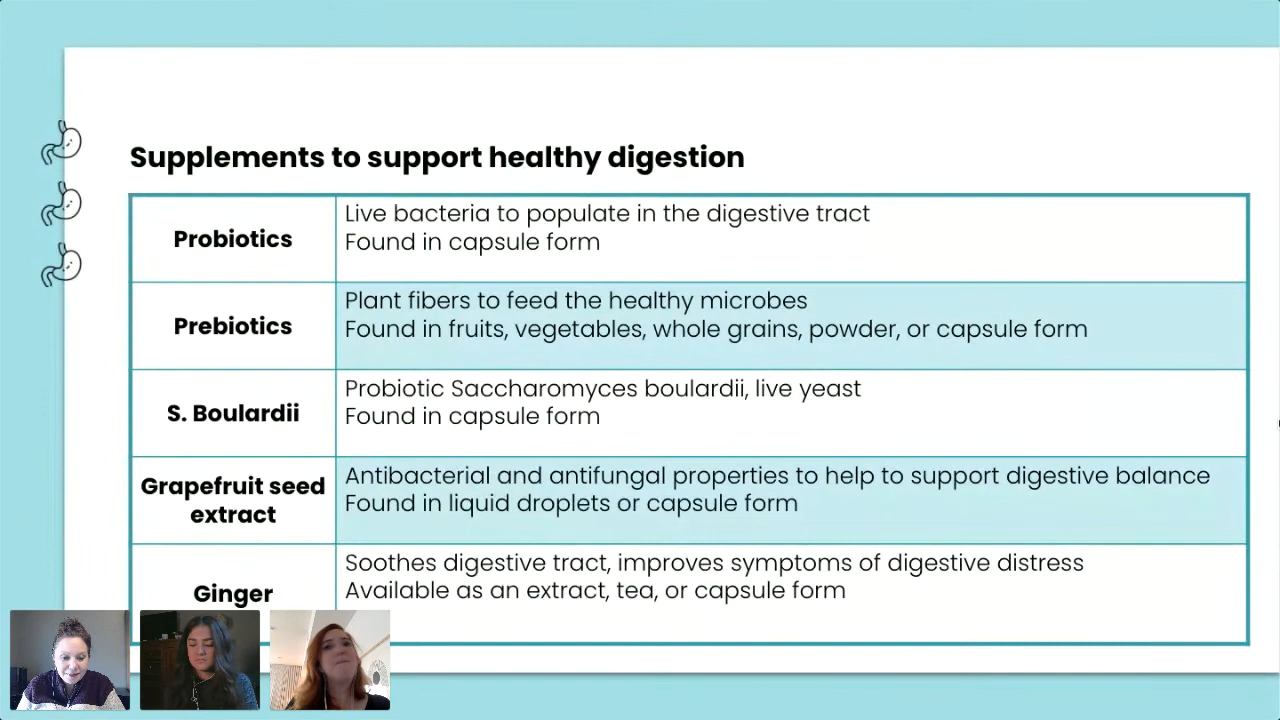 Supplements to support healthy digestion
Probiotics
Live bacteria to populate in the digestive tract
Found in capsule form
Prebiotics
Plant fibers to feed the healthy microbes
Found in fruits, vegetables, whole grains, powder, or capsule form
S. Boulardii
Probiotic Saccharomyces boulardii, live yeast
Found in capsule form
Grapefruit seed
extract
Antibacterial and antifungal properties to help to support digestive balance
Found in liquid droplets or capsule form
Ginger
Soothes digestive tract, improves symptoms of digestive distress
Available as an extract, tea, or capsule form